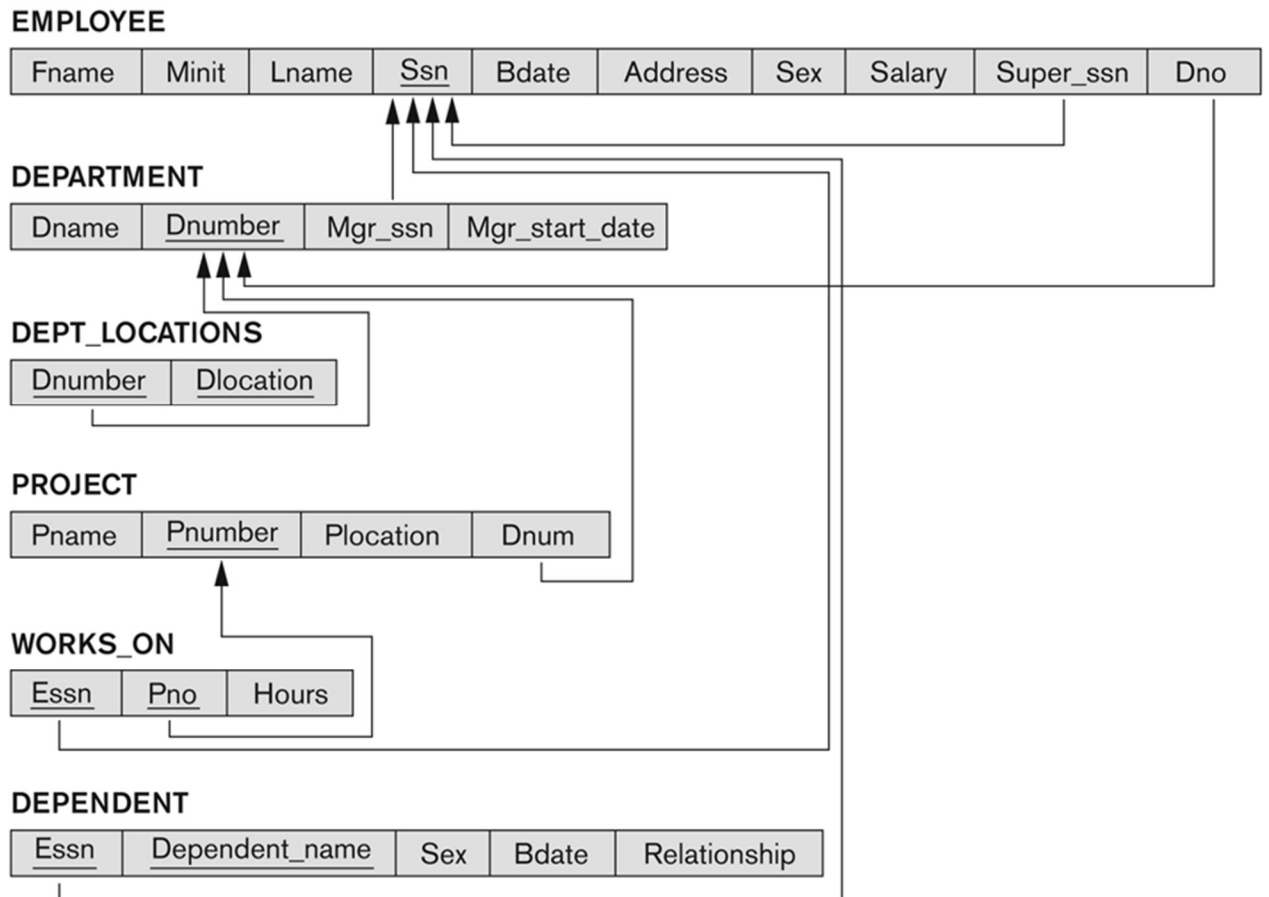 EMPLOYEE
Fname Minit Lname Ssn Bdate Address Sex Salary Super_ssn Dno
DEPARTMENT
Dname Dnumber Mgr_ssn Mgr_start_date
DEPT_LOCATIONS
Dnumber Dlocation
PROJECT
Pname Pnumber Plocation Dnum
WORKS_ON
Essn Pno Hours
DEPENDENT
Essn Dependent_name Sex Bdate Relationship